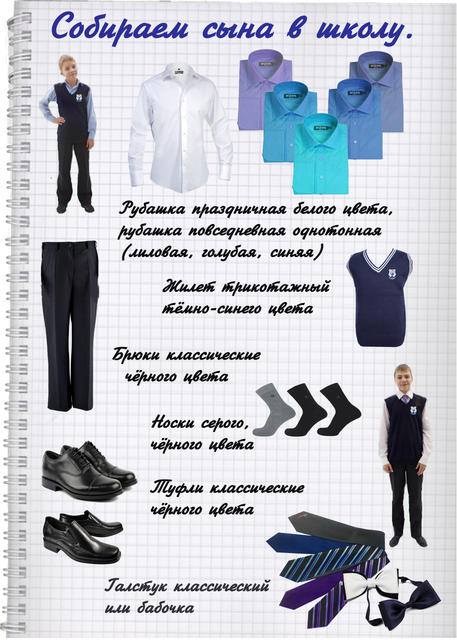 Собираем сына в школу.
Рубашка праздничная белого цвета,
рубашка повседневная однотонная
(лиловая, голубая, синяя)
Жилет трикотажный
тёмно-синего цвета
Брюки классические
чёрного цвета
Носки серого,
чёрного цвета
Туфли классические
чёрного цвета
Галстук классический
или бабочка